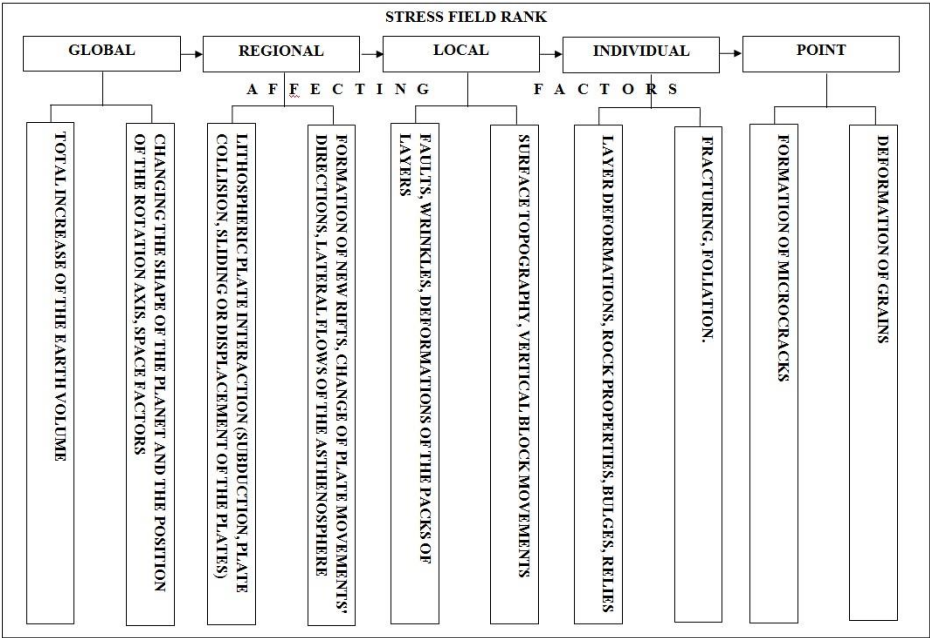 STRESS FIELD RANK
GLOBAL
REGIONAL
LOCAL
INDIVIDUAL
POINT
AFFECTING FACTORS
TOTAL INCREASE OF THE EARTH VOLUME
CHANGING THE SHAPE OF THE PLANET AND THE POSITION
OF THE ROTATION AXIS, SPACE FACTORS
LITHOSPHERIC PLATE INTERACTION (SUBDUCTION, PLATE
COLLISION, SLIDING OR DISPLACEMENT OF THE PLATES)
FORMATION OF NEW RIFTS, CHANGE OF PLATE MOVEMENTS'
DIRECTIONS, LATERAL FLOWS OF THE ASTHENOSPHERE
FAULTS, WRINKLES, DEFORMATIONS OF THE PACKS OF
LAYERS
SURFACE TOPOGRAPHY, VERTICAL BLOCK MOVEMENTS
LAYER DEFORMATIONS, ROCK PROPERTIES, BULGES, RELIES
FRACTURING, FOLIATION.
FORMATION OF MICROCRACKS
DEFORMATION OF GRAINS